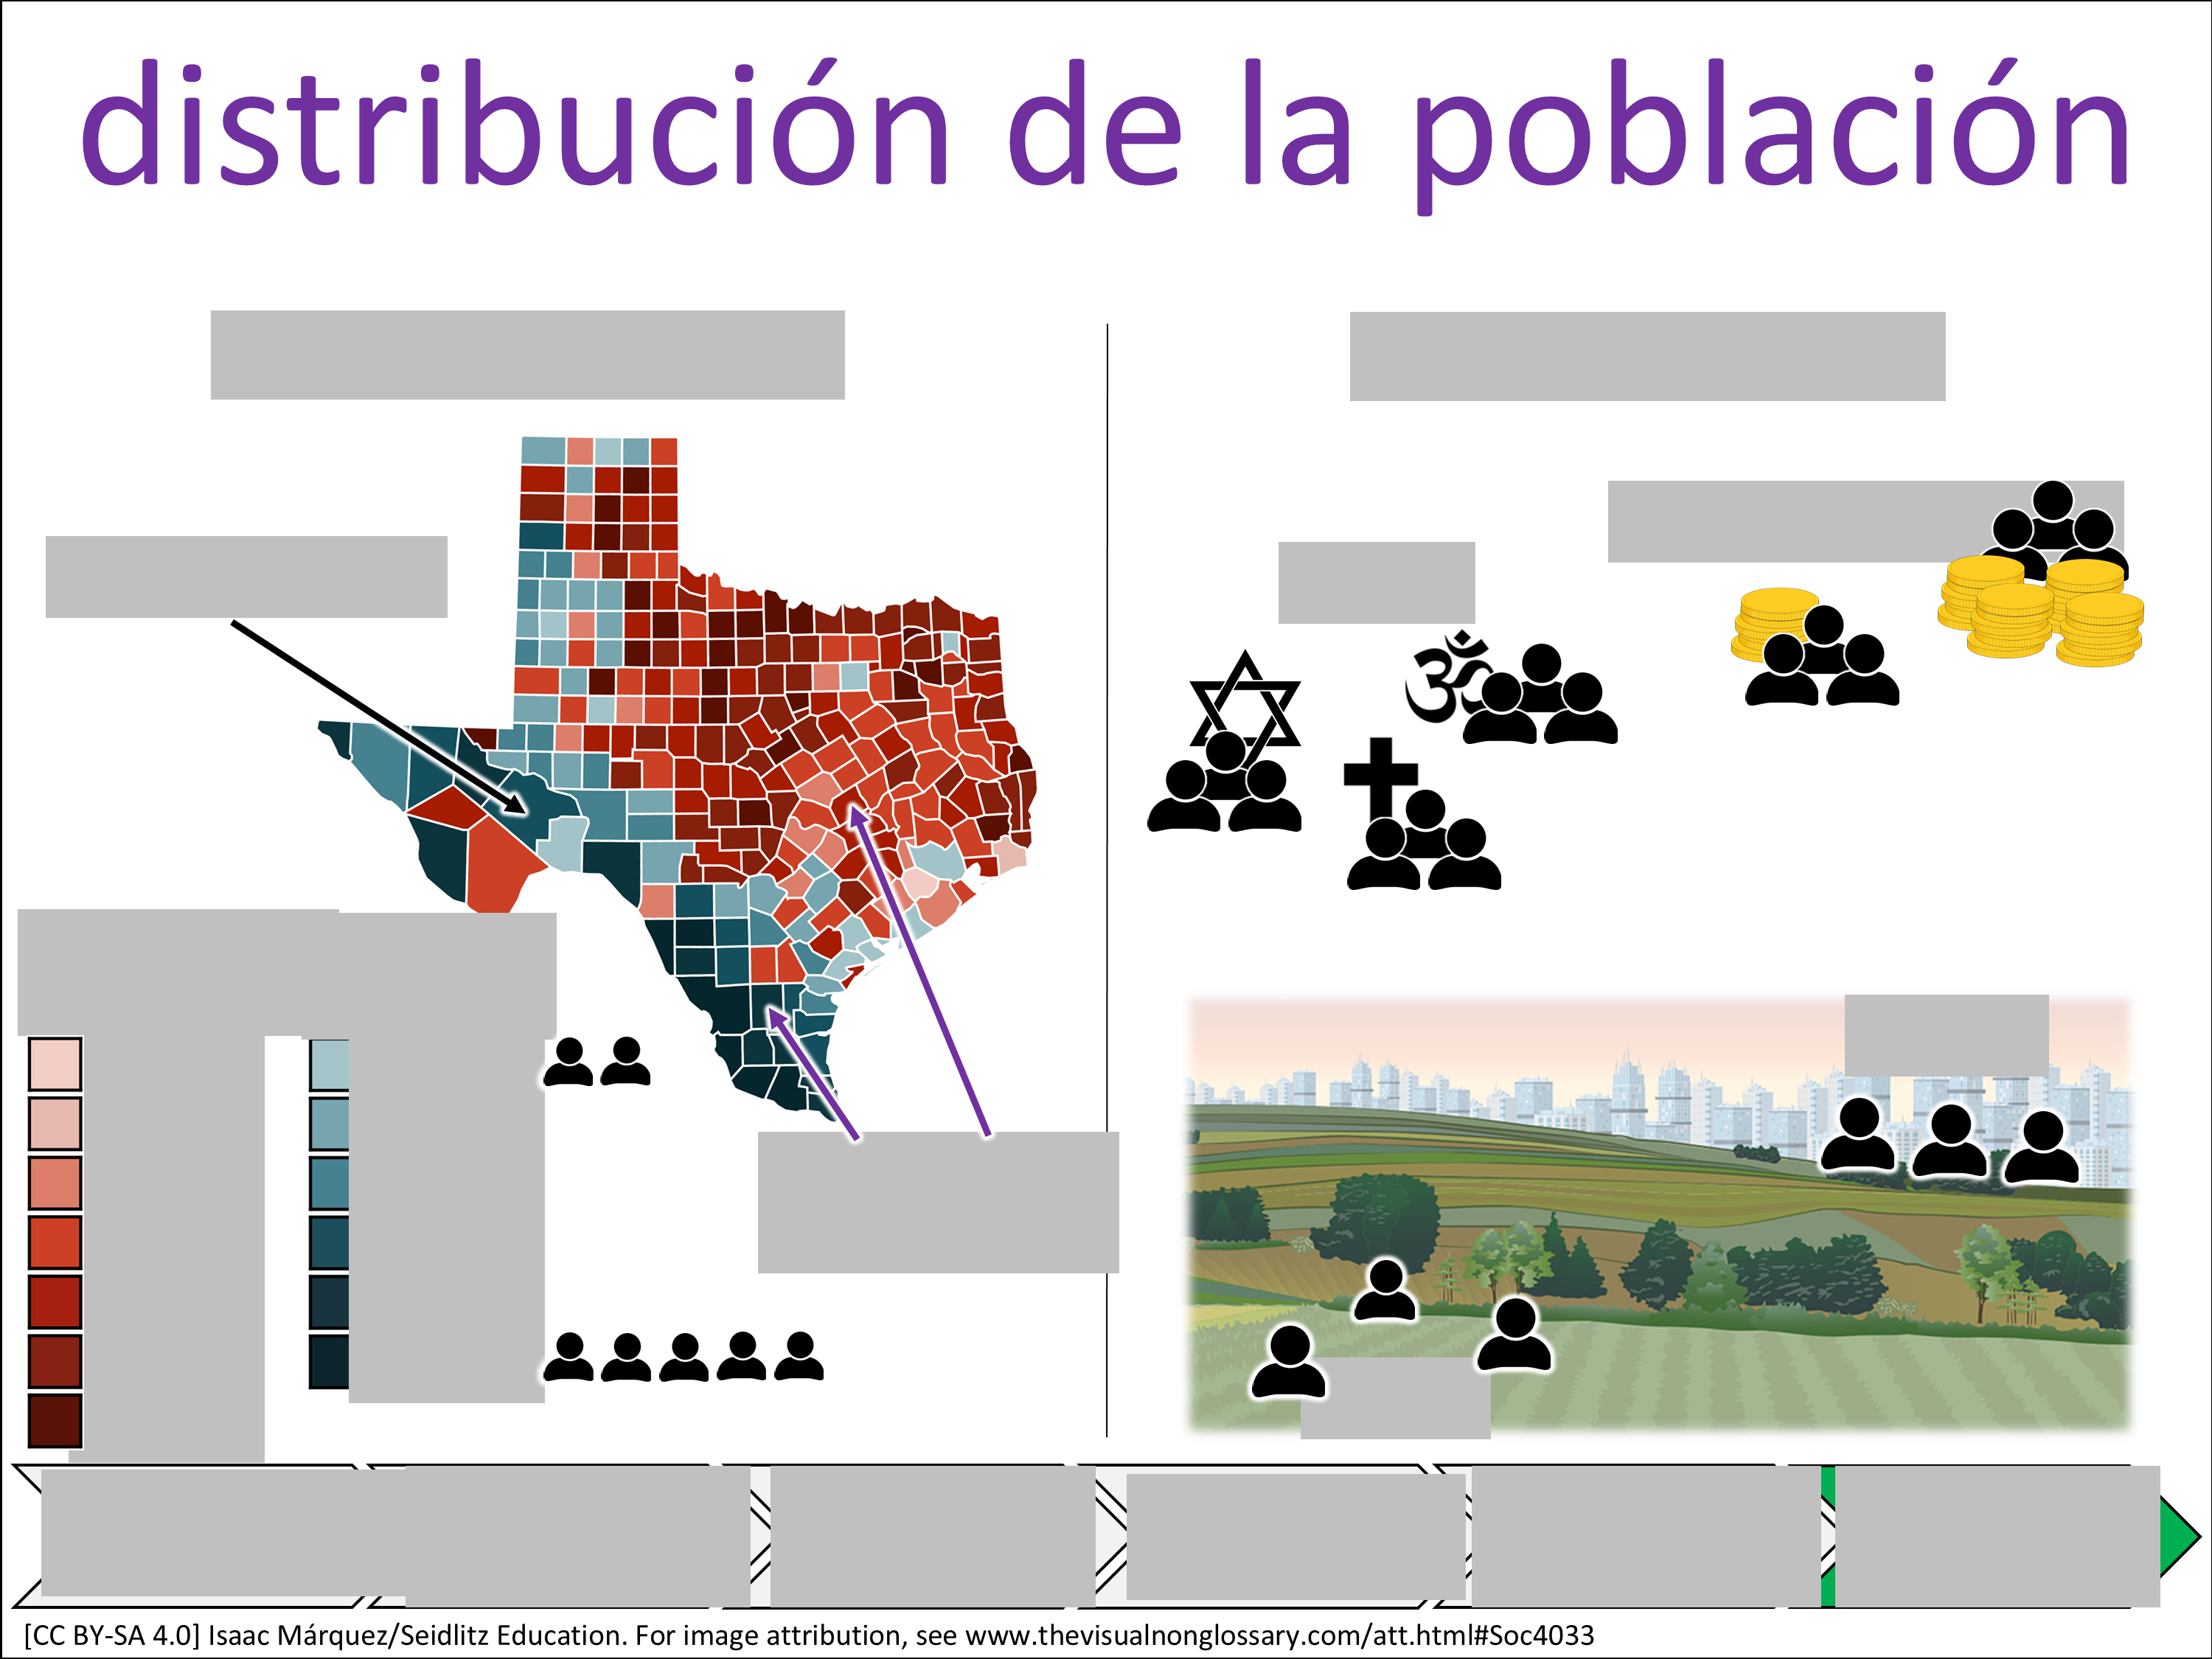 distribución de la población
[CC BY-SA 4.0] Isaac Márquez/Seidlitz Education. For image attribution, see www.thevisualnonglossary.com/att.html#Soc4033